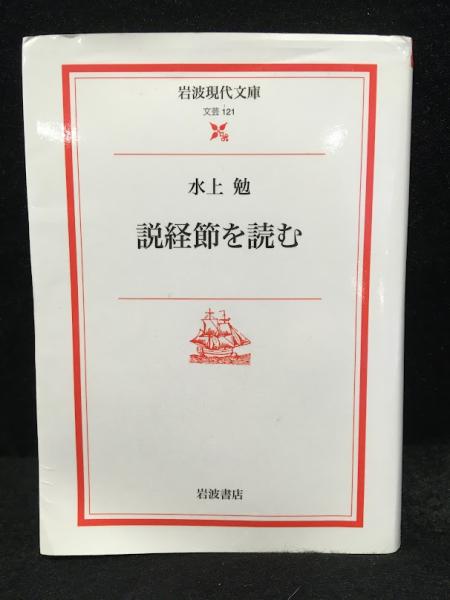 岩波現代文庫
文芸 121
水上 勉
説経節を読む
岩波書店